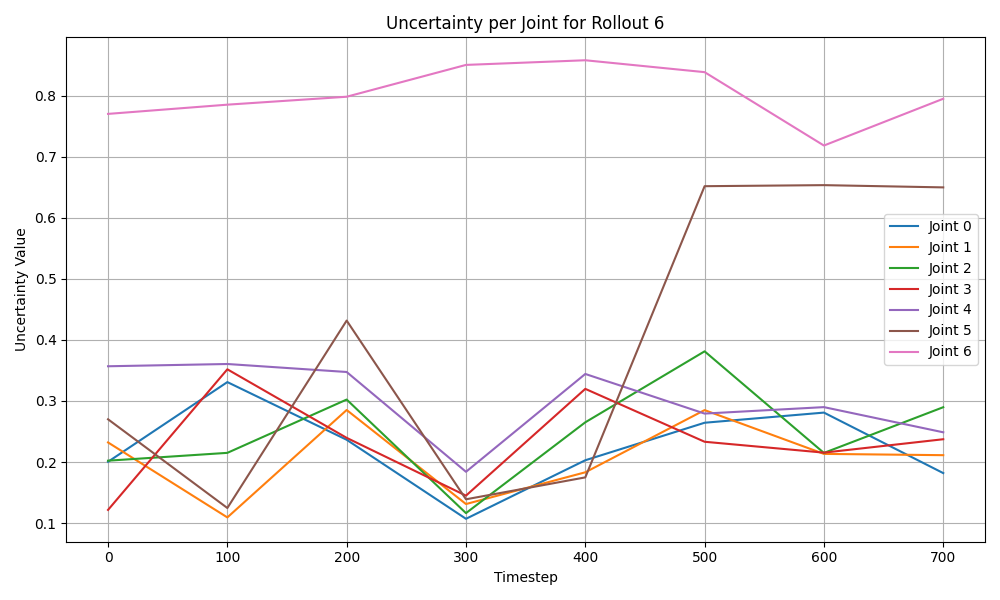 Uncertainty per Joint for Rollout 6
Uncertainty Value
0.8
0.7
0.6
0.5
0.4
0.3
0.2
0.1
Joint 0
Joint 1
Joint 2
Joint 3
Joint 4
Joint 5
Joint 6
0 100 200 300 400 500 600 700
Timestep